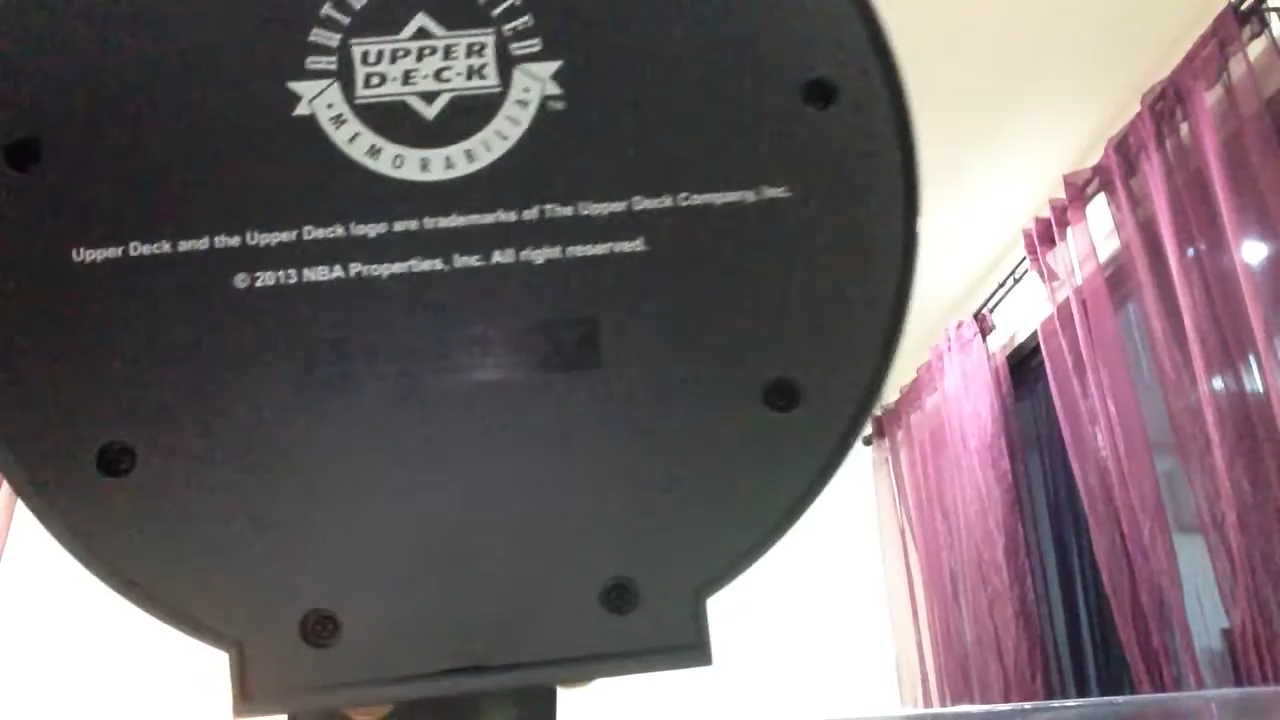 UPPER
D·E·C·K
·MEMORABILIA·
TM
Upper Deck and the Upper Deck logo are trademarks of The Upper Deck Company, Inc.
© 2013 NBA Properties, Inc. All right reserved.